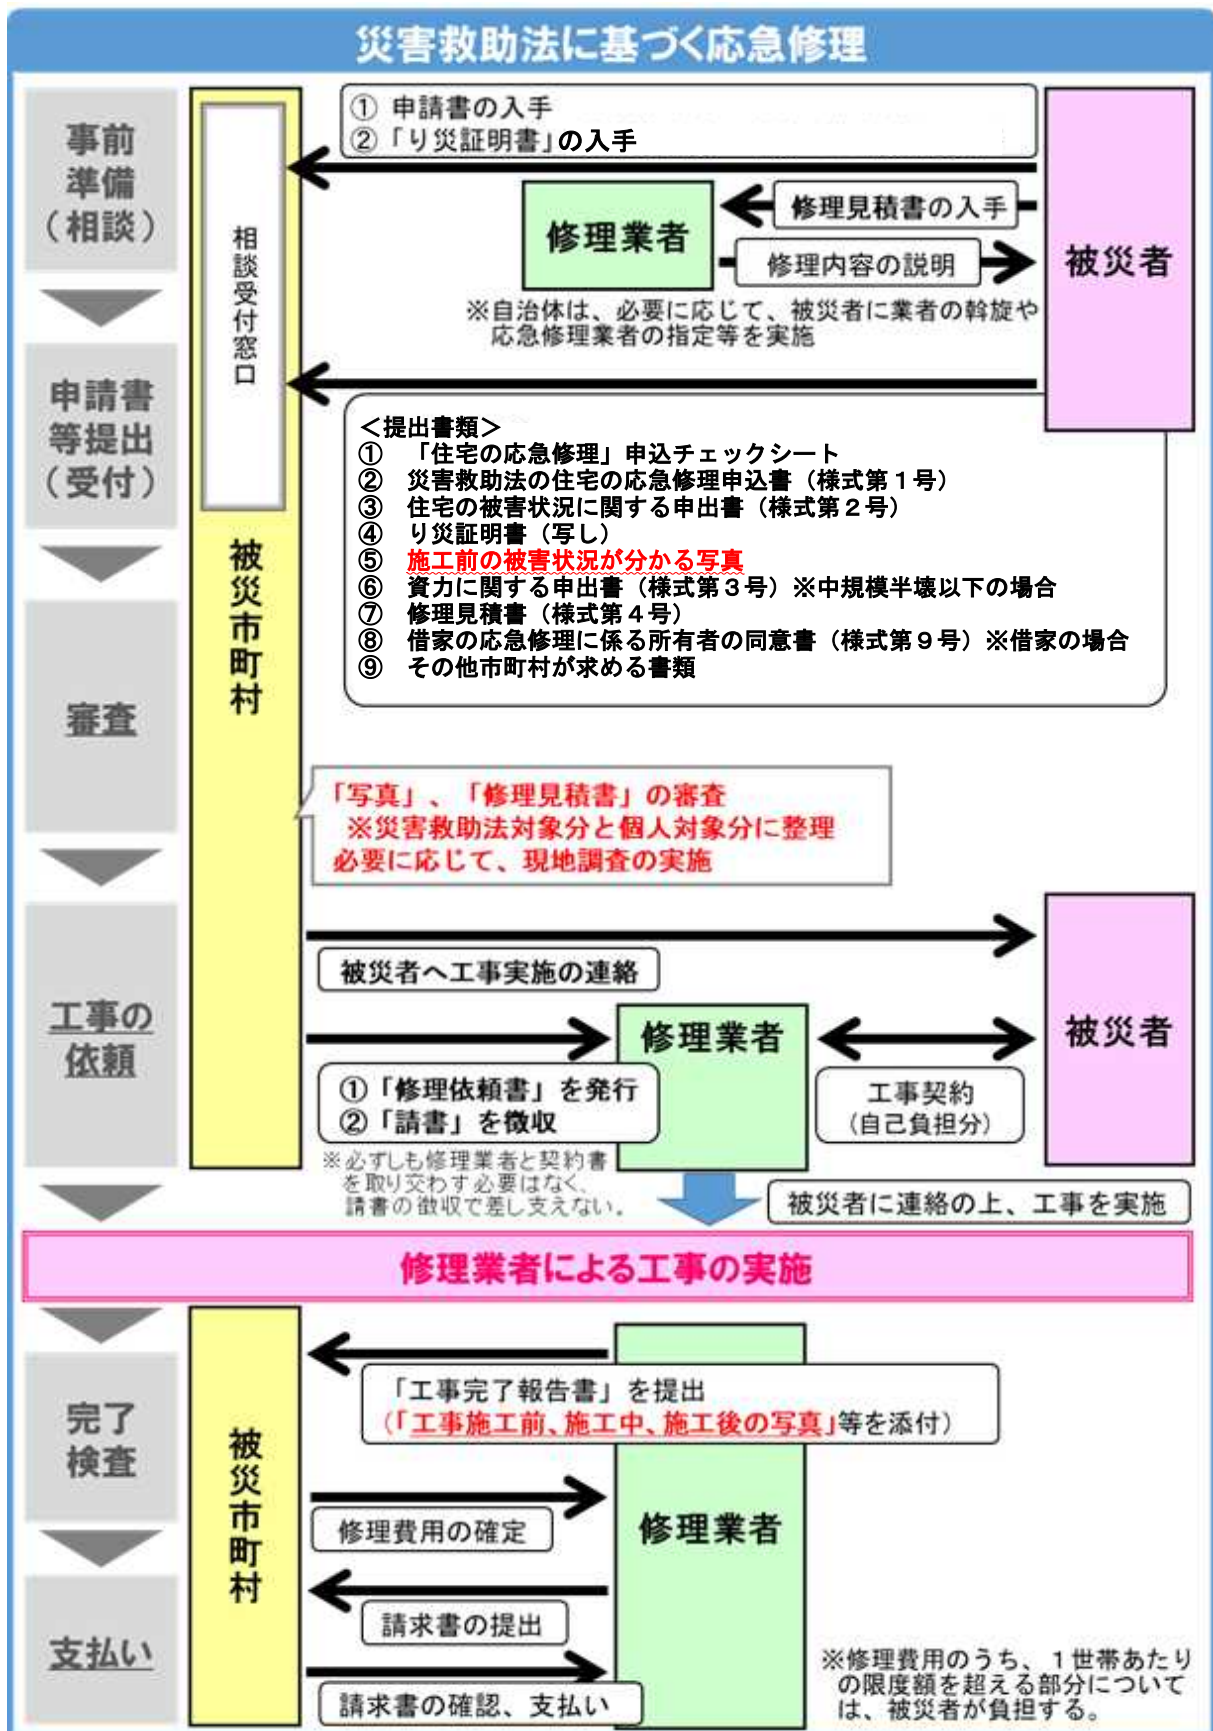 災害救助法に基づく応急修理
事前
準備
（相談）
相談受付窓口
① 申請書の入手
②「り災証明書」の入手
修理業者
修理見積書の入手
修理内容の説明
被災者
※自治体は、必要に応じて、被災者に業者の斡旋や
応急修理業者の指定等を実施
申請書
等提出
（受付）
＜提出書類＞
① 「住宅の応急修理」申込チェックシート
② 災害救助法の住宅の応急修理申込書（様式第１号）
③ 住宅の被害状況に関する申出書（様式第２号）
④ り災証明書（写し）
⑤ 施工前の被害状況が分かる写真
⑥ 資力に関する申出書（様式第３号）※中規模半壊以下の場合
⑦ 修理見積書（様式第４号）
⑧ 借家の応急修理に係る所有者の同意書（様式第９号）※借家の場合
⑨ その他市町村が求める書類
被災市町村
審査
「写真」、「修理見積書」の審査
※災害救助法対象分と個人対象分に整理
必要に応じて、現地調査の実施
工事の
依頼
被災者へ工事実施の連絡
修理業者
被災者
①「修理依頼書」を発行
②「請書」を徴収
工事契約
（自己負担分）
※必ずしも修理業者と契約書
を取り交わす必要はなく、
請書の徴収で差し支えない。
被災者に連絡の上、工事を実施
修理業者による工事の実施
完了
検査
被災市町村
「工事完了報告書」を提出
（「工事施工前、施工中、施工後の写真」等を添付）
修理費用の確定
修理業者
請求書の提出
支払い
請求書の確認、支払い
※修理費用のうち、１世帯あたり
の限度額を超える部分について
は、被災者が負担する。